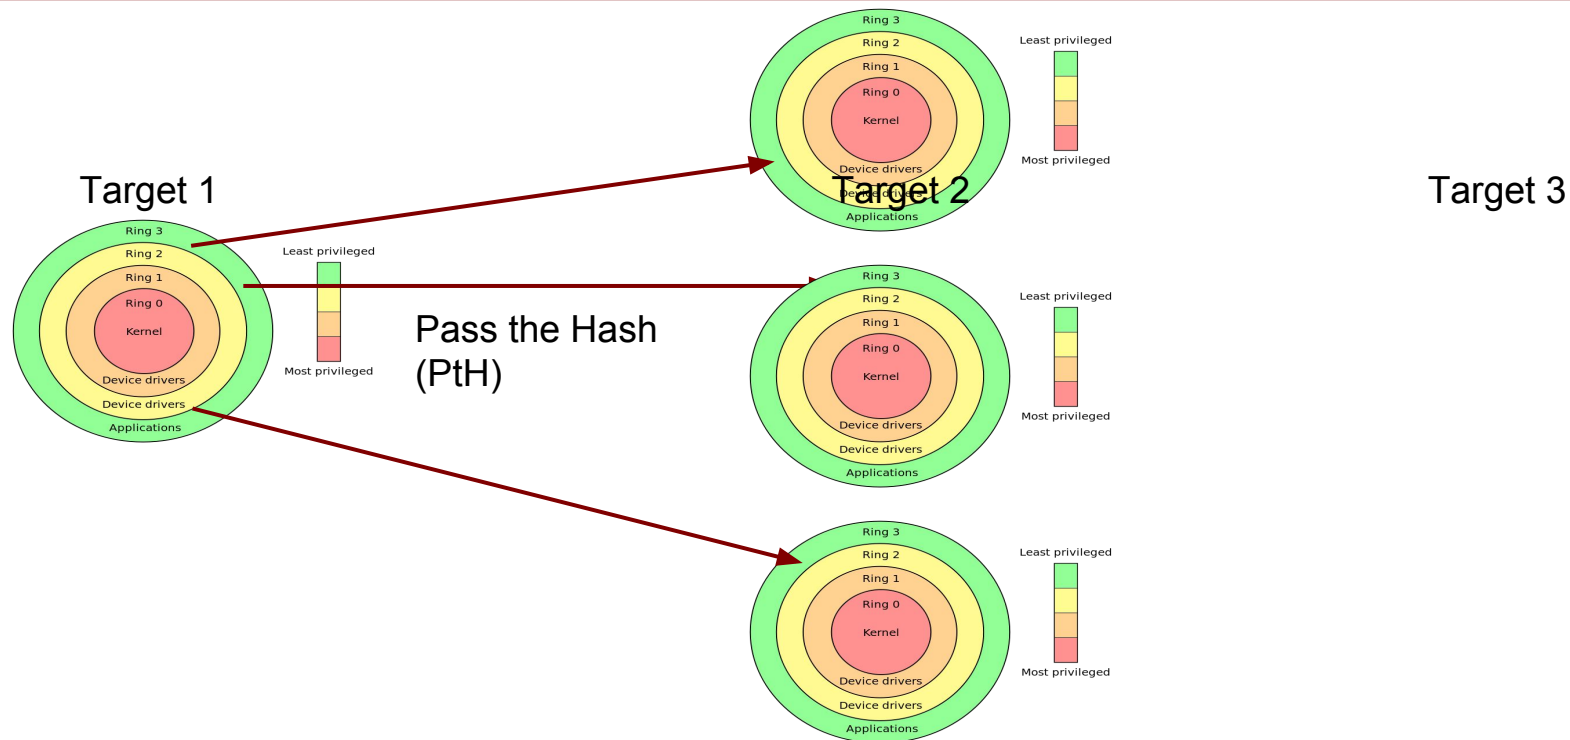 Target 1
Ring 3
Ring 2
Ring 1
Ring 0
Kernel
Device drivers
Device drivers
Applications
Least privileged
Most privileged
Pass the Hash
(PtH)
Target 2
Ring 3
Ring 2
Ring 1
Ring 0
Kernel
Device drivers
Device drivers
Applications
Least privileged
Most privileged
Ring 3
Ring 2
Ring 1
Ring 0
Kernel
Device drivers
Device drivers
Applications
Least privileged
Most privileged
Ring 3
Ring 2
Ring 1
Ring 0
Kernel
Device drivers
Device drivers
Applications
Least privileged
Most privileged
Target 3